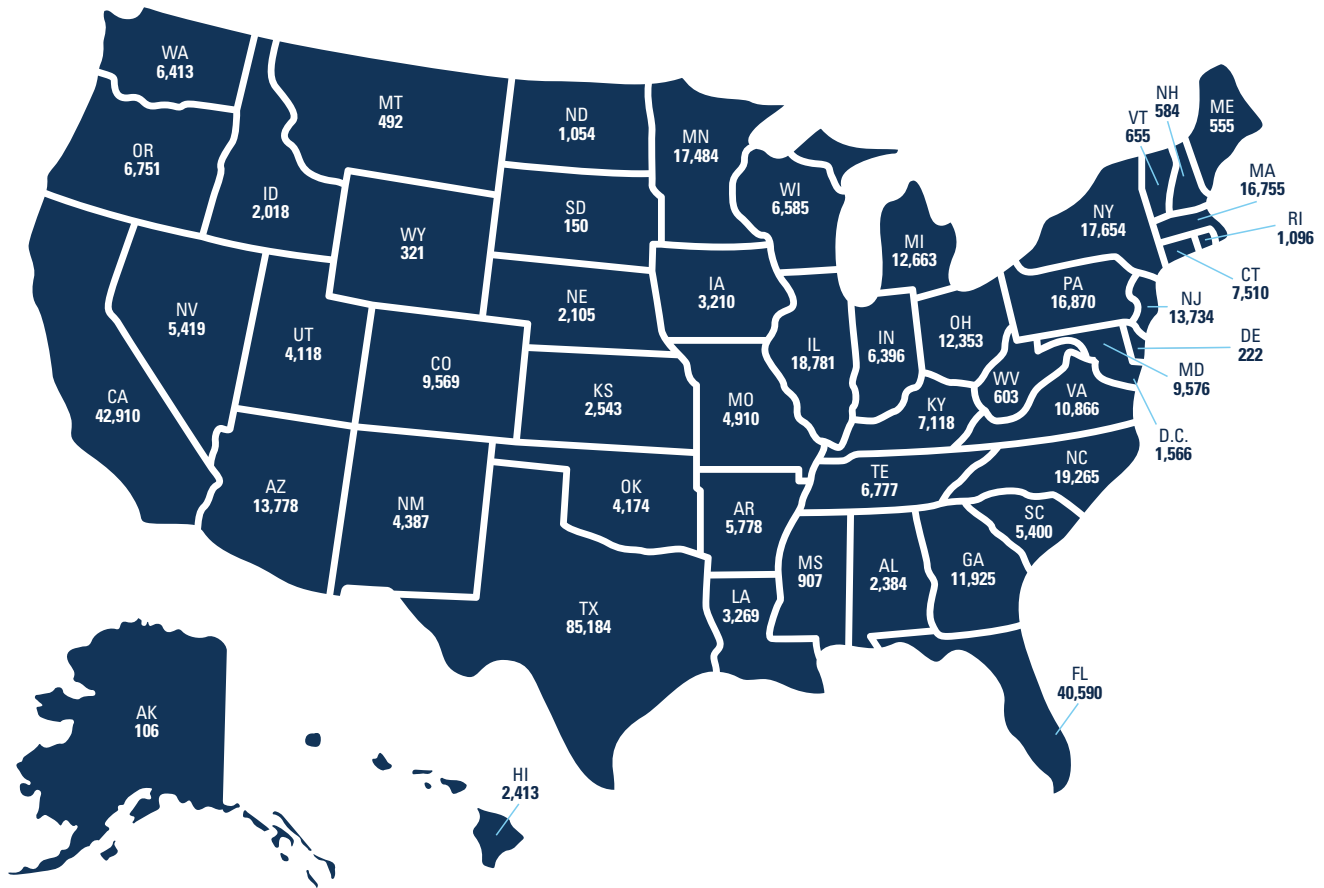 WA
6,413
OR
6,751
CA
42,910
ID
2,018
NV
5,419
MT
492
WY
321
UT
4,118
CO
9,569
AZ
13,778
NM
4,387
ND
1,054
SD
150
NE
2,105
KS
2,543
OK
4,174
TX
85,184
MN
17,484
IA
3,210
MO
4,910
AR
5,778
LA
3,269
WI
6,585
IL
18,781
MI
12,663
IN
6,396
OH
12,353
KY
7,118
TE
6,777
MS
907
AL
2,384
GA
11,925
FL
40,590
SC
5,400
NC
19,265
VA
10,866
WV
603
PA
16,870
NY
17,654
VT
655
NH
584
ME
555
MA
16,755
RI
1,096
CT
7,510
NJ
13,734
DE
222
MD
9,576
D.C.
1,566
AK
106
HI
2,413